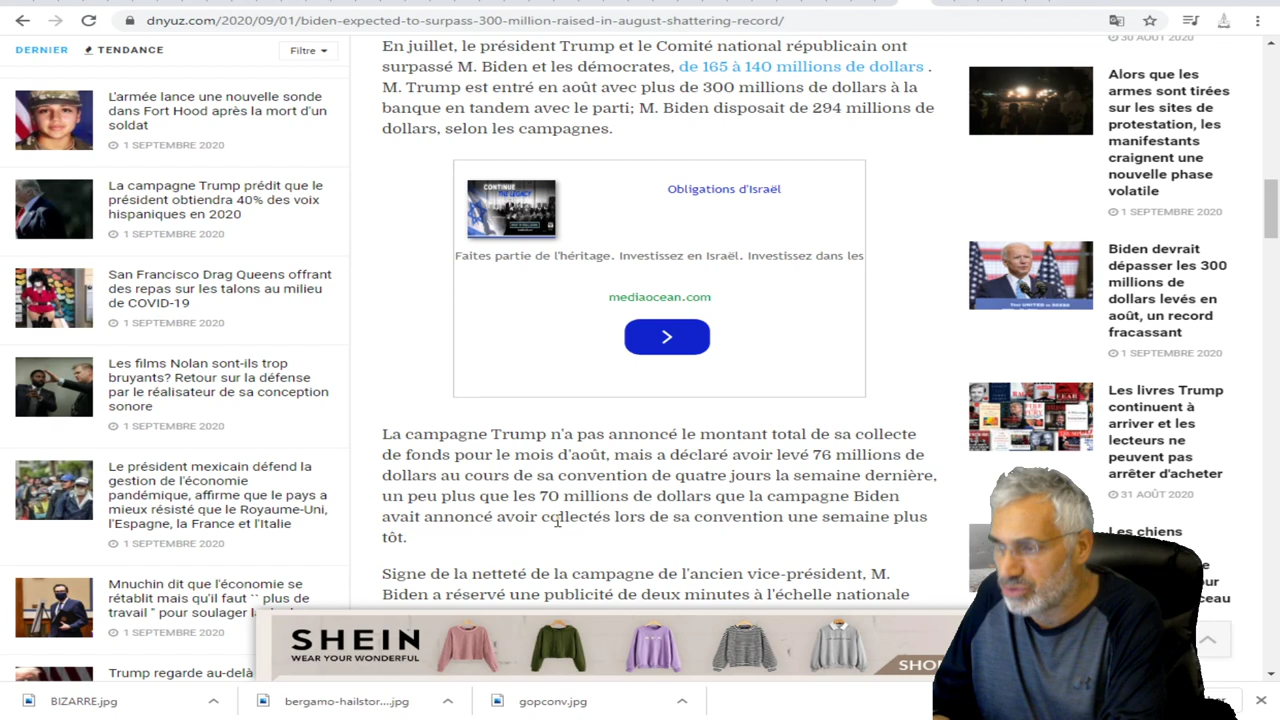 dnyuz.com/2020/09/01/biden-expected-to-surpass-300-million-raised-in-august-shattering-record/
DERNIER
TENDANCE
Filtre
L'armée lance une nouvelle sonde
dans Fort Hood après la mort d'un
soldat
1 SEPTEMBRE 2020
La campagne Trump prédit que le
président obtiendra 40% des voix
hispaniques en 2020
1 SEPTEMBRE 2020
San Francisco Drag Queens offrant
des repas sur les talons au milieu
de COVID-19
1 SEPTEMBRE 2020
Les films Nolan sont-ils trop
bruyants? Retour sur la défense
par le réalisateur de sa conception
sonore
1 SEPTEMBRE 2020
Le président mexicain défend la
gestion de l'économie
pandémique, affirme que le pays a
mieux résisté que le Royaume-Uni,
l'Espagne, la France et l'Italie
1 SEPTEMBRE 2020
Mnuchin dit que l'économie se
rétablit mais qu'il faut `` plus de
travail '' pour soulager
1 SEPTEMBRE 2020
Trump regarde au-delà
En juillet, le président Trump et le Comité national républicain ont
surpassé M. Biden et les démocrates, de 165 à 140 millions de dollars .
M. Trump est entré en août avec plus de 300 millions de dollars à la
banque en tandem avec le parti; M. Biden disposait de 294 millions de
dollars, selon les campagnes.
CONTINUE
THE LEGACY
Obligations d'Israël
Faites partie de l'héritage. Investissez en Israël. Investissez dans les
mediaocean.com
La campagne Trump n'a pas annoncé le montant total de sa collecte
de fonds pour le mois d'août, mais a déclaré avoir levé 76 millions de
dollars au cours de sa convention de quatre jours la semaine dernière,
un peu plus que les 70 millions de dollars que la campagne Biden
avait annoncé avoir collectés lors de sa convention une semaine plus
tôt.
Signe de la netteté de la campagne de l'ancien vice-président, M.
Biden a réservé une publicité de deux minutes à l'échelle nationale
30 AOÛT 2020
Alors que les
armes sont tirées
sur les sites de
protestation, les
manifestants
craignent une
nouvelle phase
volatile
1 SEPTEMBRE 2020
Biden devrait
dépasser les 300
millions de
dollars levés en
août, un record
fracassant
1 SEPTEMBRE 2020
Les livres Trump
continuent à
arriver et les
lecteurs ne
peuvent pas
arrêter d'acheter
31 AOÛT 2020
Les chiens
SHEIN
WEAR YOUR WONDERFUL
SHO
BIZARRE.jpg
bergamo-hailstor....jpg
gopconv.jpg